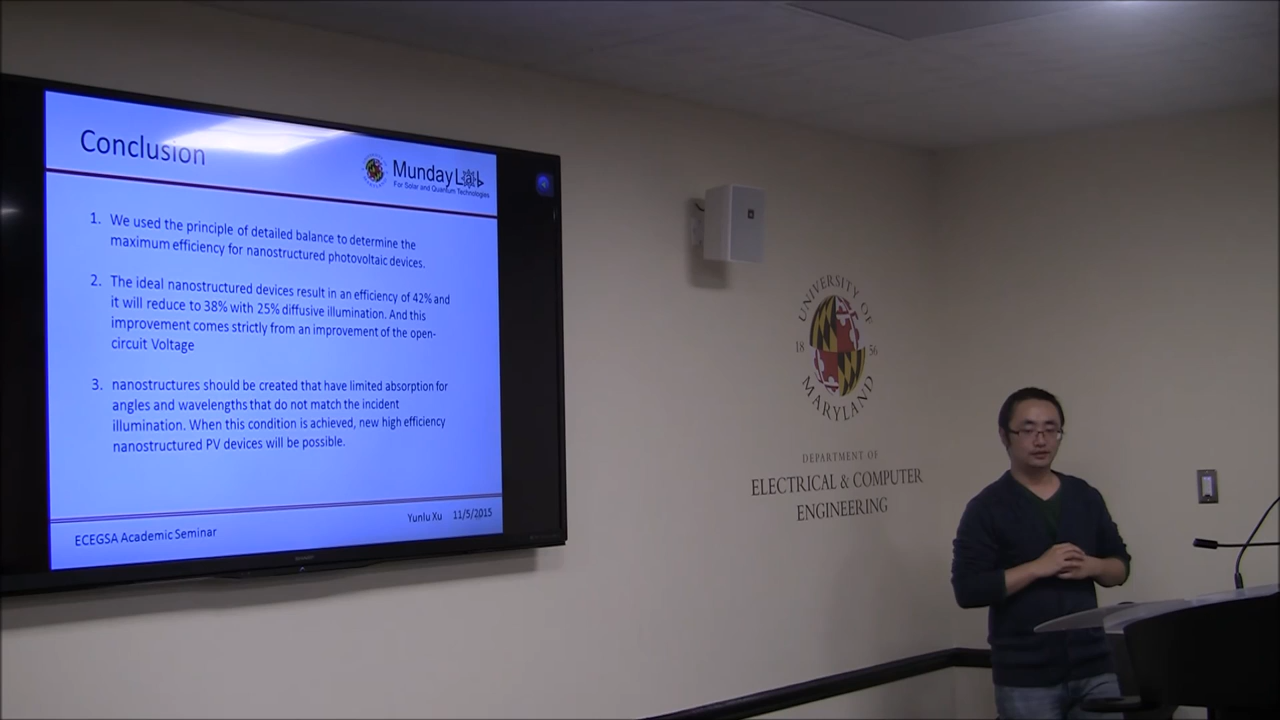 Conclusion
Munday Lab
For Solar and Quantum Technologies
1. We used the principle of detailed balance to determine the
maximum efficiency for nanostructured photovoltaic devices.
2. The ideal nanostructured devices result in an efficiency of 42% and
it will reduce to 38% with 25% diffusive illumination. And this
improvement comes strictly from an improvement of the open-
circuit Voltage
3. nanostructures should be created that have limited absorption for
angles and wavelengths that do not match the incident
illumination. When this condition is achieved, new high efficiency
nanostructured PV devices will be possible.
Yunlu Xu 11/5/2015
ECEGSA Academic Seminar
UNIVERSITY OF
18 56
MARYLAND
DEPARTMENT OF
ELECTRICAL & COMPUTER
ENGINEERING